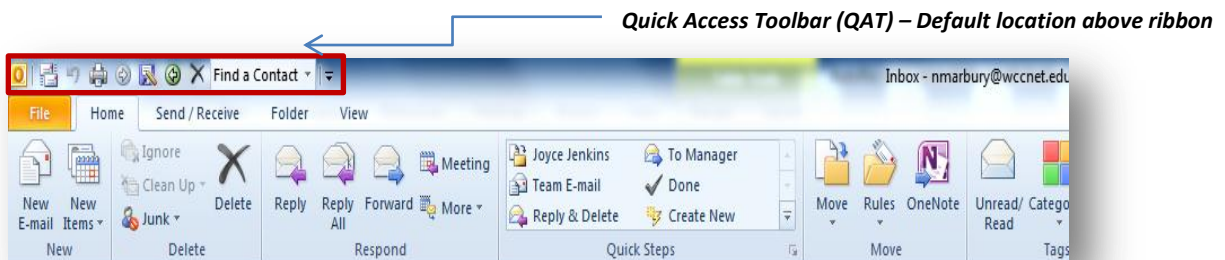 Quick Access Toolbar (QAT) – Default location above ribbon
Find a Contact
Inbox - nmarbury@wccnet.edu
File Home Send / Receive Folder View
Ignore
Clean Up
Junk
Delete
New E-mail
New Items
Reply
Reply All
Forward
Meeting
More
Joyce Jenkins
Team E-mail
Reply & Delete
To Manager
Done
Create New
Move
Rules
OneNote
Unread/ Read
Catego
New
Delete
Respond
Quick Steps
Move
Tags